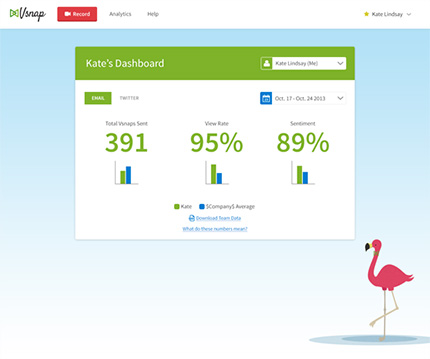 Vsnap
Record
Analytics
Help
Kate Lindsay
Kate's Dashboard
Kate Lindsay (Me)
EMAIL
TWITTER
Oct. 17 - Oct. 24 2013
Total Vsnaps Sent
View Rate
Sentiment
391
95%
89%
Kate
$Company$ Average
Download Team Data
What do these numbers mean?